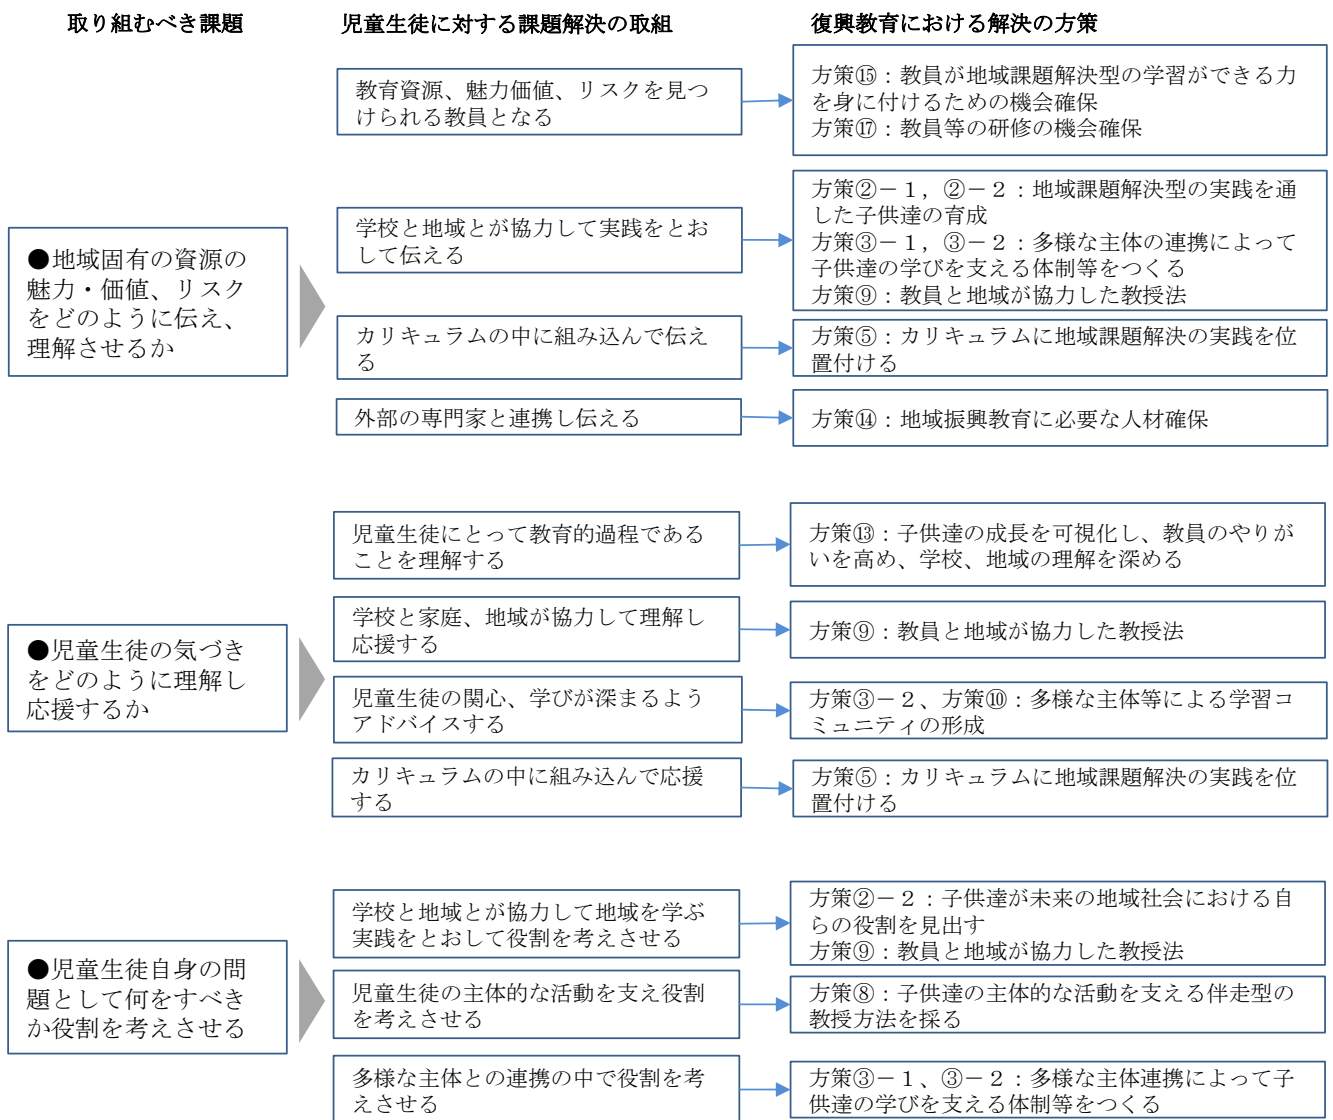 取り組むべき課題
児童生徒に対する課題解決の取組
復興教育における解決の方策
●地域固有の資源の
魅力・価値、リスク
をどのように伝え、
理解させるか
教育資源、魅力価値、リスクを見つ
けられる教員となる
方策⑮：教員が地域課題解決型の学習ができる力
を身に付けるための機会確保
方策⑰：教員等の研修の機会確保
学校と地域とが協力して実践をとお
して伝える
方策②－１，②－２：地域課題解決型の実践を通
した子供達の育成
方策③－１，③－２：多様な主体の連携によって
子供達の学びを支える体制等をつくる
方策⑨：教員と地域が協力した教授法
カリキュラムの中に組み込んで伝え
る
方策⑤：カリキュラムに地域課題解決の実践を位
置付ける
外部の専門家と連携し伝える
方策⑭：地域振興教育に必要な人材確保
●児童生徒の気づき
をどのように理解し
応援するか
児童生徒にとって教育的過程である
ことを理解する
方策⑬：子供達の成長を可視化し、教員のやりが
いを高め、学校、地域の理解を深める
学校と家庭、地域が協力して理解し
応援する
方策⑨：教員と地域が協力した教授法
児童生徒の関心、学びが深まるよう
アドバイスする
方策③－２、方策⑩：多様な主体等による学習コ
ミュニティの形成
カリキュラムの中に組み込んで応援
する
方策⑤：カリキュラムに地域課題解決の実践を位
置付ける
●児童生徒自身の問
題として何をすべき
か役割を考えさせる
学校と地域とが協力して地域を学ぶ
実践をとおして役割を考えさせる
方策②－２：子供達が未来の地域社会における自
らの役割を見出す
方策⑨：教員と地域が協力した教授法
児童生徒の主体的な活動を支え役割
を考えさせる
方策⑧：子供達の主体的な活動を支える伴走型の
教授方法を採る
多様な主体との連携の中で役割を考
えさせる
方策③－１、③－２：多様な主体連携によって子
供達の学びを支える体制等をつくる